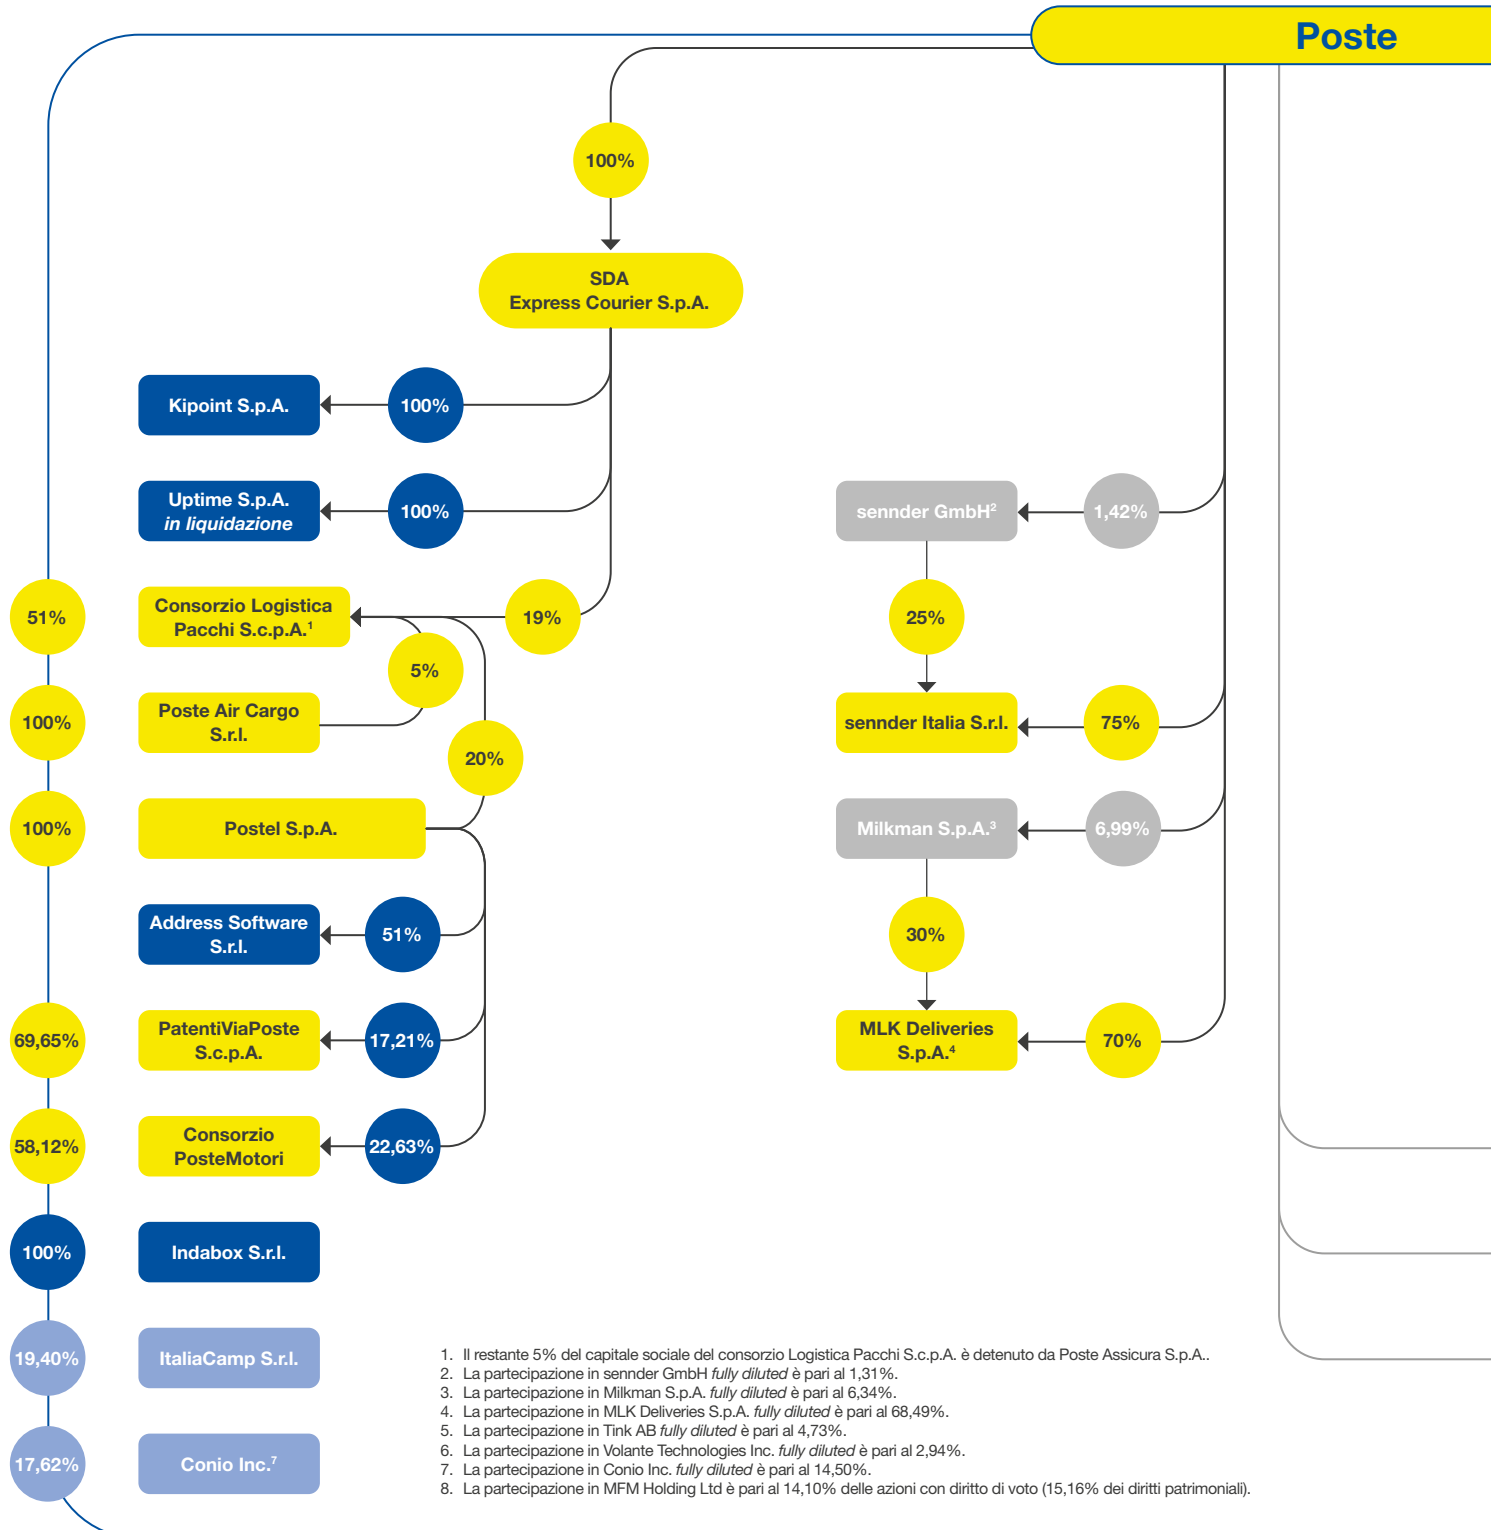 Poste
100%
SDA
Express Courier S.p.A.
Kipoint S.p.A.
100%
Uptime S.p.A.
in liquidazione
100%
sennder GmbH²
1,42%
51%
Consorzio Logistica
Pacchi S.c.p.A.¹
19%
25%
5%
100%
Poste Air Cargo
S.r.l.
sennder Italia S.r.l.
75%
20%
100%
Postel S.p.A.
Milkman S.p.A.³
6,99%
Address Software
S.r.l.
51%
30%
69,65%
PatentiViaPoste
S.c.p.A.
17,21%
MLK Deliveries
S.p.A.⁴
70%
58,12%
Consorzio
PosteMotori
22,63%
100%
Indabox S.r.l.
19,40%
ItaliaCamp S.r.l.
17,62%
Conio Inc.⁷
1. Il restante 5% del capitale sociale del consorzio Logistica Pacchi S.c.p.A. è detenuto da Poste Assicura S.p.A..
2. La partecipazione in sennder GmbH fully diluted è pari al 1,31%.
3. La partecipazione in Milkman S.p.A. fully diluted è pari al 6,34%.
4. La partecipazione in MLK Deliveries S.p.A. fully diluted è pari al 68,49%.
5. La partecipazione in Tink AB fully diluted è pari al 4,73%.
6. La partecipazione in Volante Technologies Inc. fully diluted è pari al 2,94%.
7. La partecipazione in Conio Inc. fully diluted è pari al 14,50%.
8. La partecipazione in MFM Holding Ltd è pari al 14,10% delle azioni con diritto di voto (15,16% dei diritti patrimoniali).